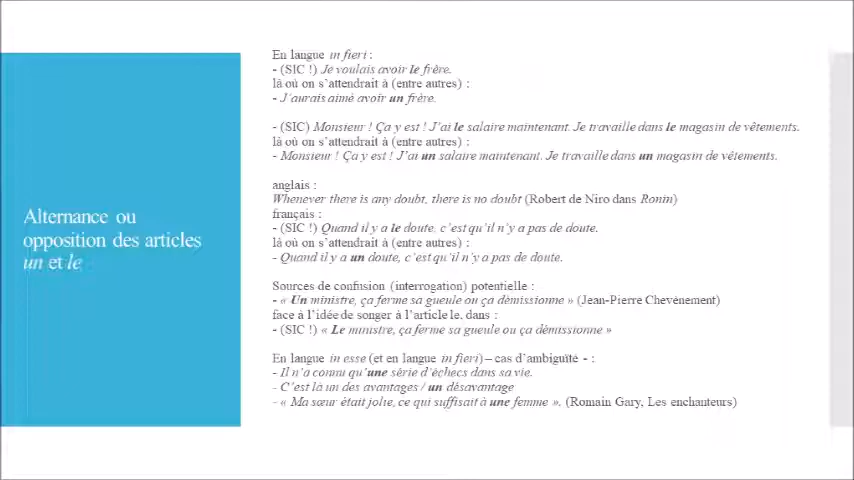 Alternance ou
opposition des articles
un et le
En langue in fieri :
- (SIC !) Je voulais avoir le frère.
là où on s'attendrait à (entre autres) :
- J'aurais aimé avoir un frère.
- (SIC) Monsieur ! Ça y est ! J'ai le salaire maintenant. Je travaille dans le magasin de vêtements.
là où on s'attendrait à (entre autres) :
- Monsieur ! Ça y est ! J'ai un salaire maintenant. Je travaille dans un magasin de vêtements.
anglais :
Whenever there is any doubt, there is no doubt (Robert de Niro dans Ronin)
français :
- (SIC !) Quand il y a le doute, c'est qu'il n'y a pas de doute.
là où on s'attendrait à (entre autres) :
- Quand il y a un doute, c'est qu'il n'y a pas de doute.
Sources de confusion (interrogation) potentielle :
- « Un ministre, ça ferme sa gueule ou ça démissionne » (Jean-Pierre Chevènement)
face à l'idée de songer à l'article le, dans :
- (SIC !) « Le ministre, ça ferme sa gueule ou ça démissionne »
En langue in esse (et en langue in fieri) – cas d'ambiguïté - :
- Il n'a connu qu'une série d'échecs dans sa vie.
- C'est là un des avantages / un désavantage
- « Ma sœur était jolie, ce qui suffisait à une femme ». (Romain Gary, Les enchanteurs)